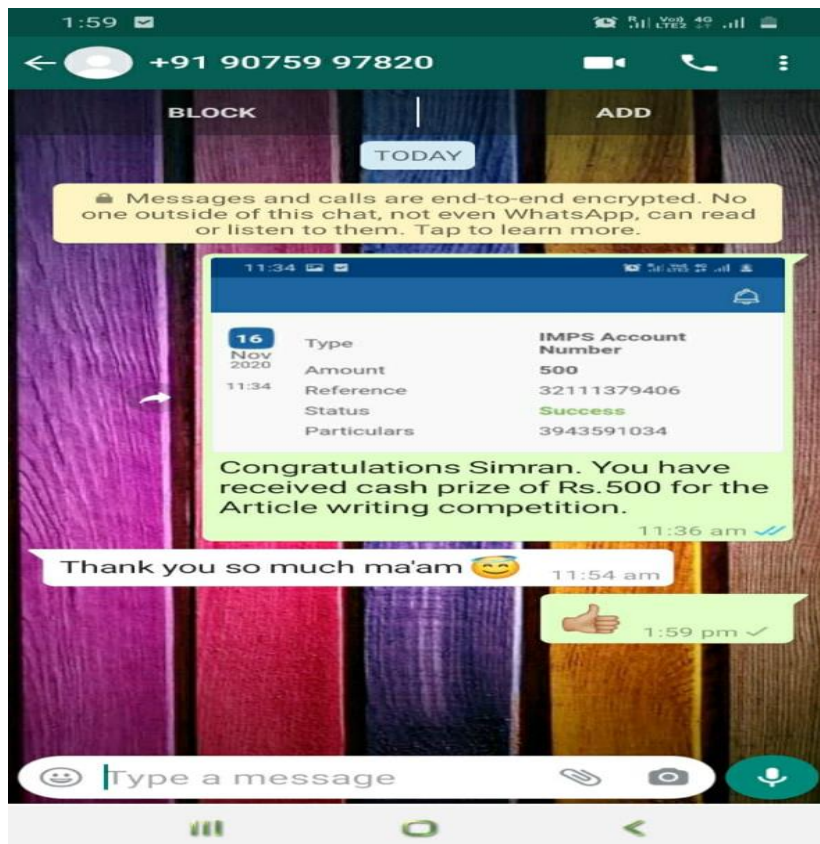 1:59
+91 90759 97820
BLOCK
ADD
TODAY
Messages and calls are end-to-end encrypted. No
one outside of this chat, not even WhatsApp, can read
or listen to them. Tap to learn more.
11:34
16
Nov
2020
11:34
Type IMPS Account
Number
Amount 500
Reference 32111379406
Status Success
Particulars 3943591034
Congratulations Simran. You have
received cash prize of Rs.500 for the
Article writing competition.
11:36 am
Thank you so much ma'am
11:54 am
1:59 pm
Type a message